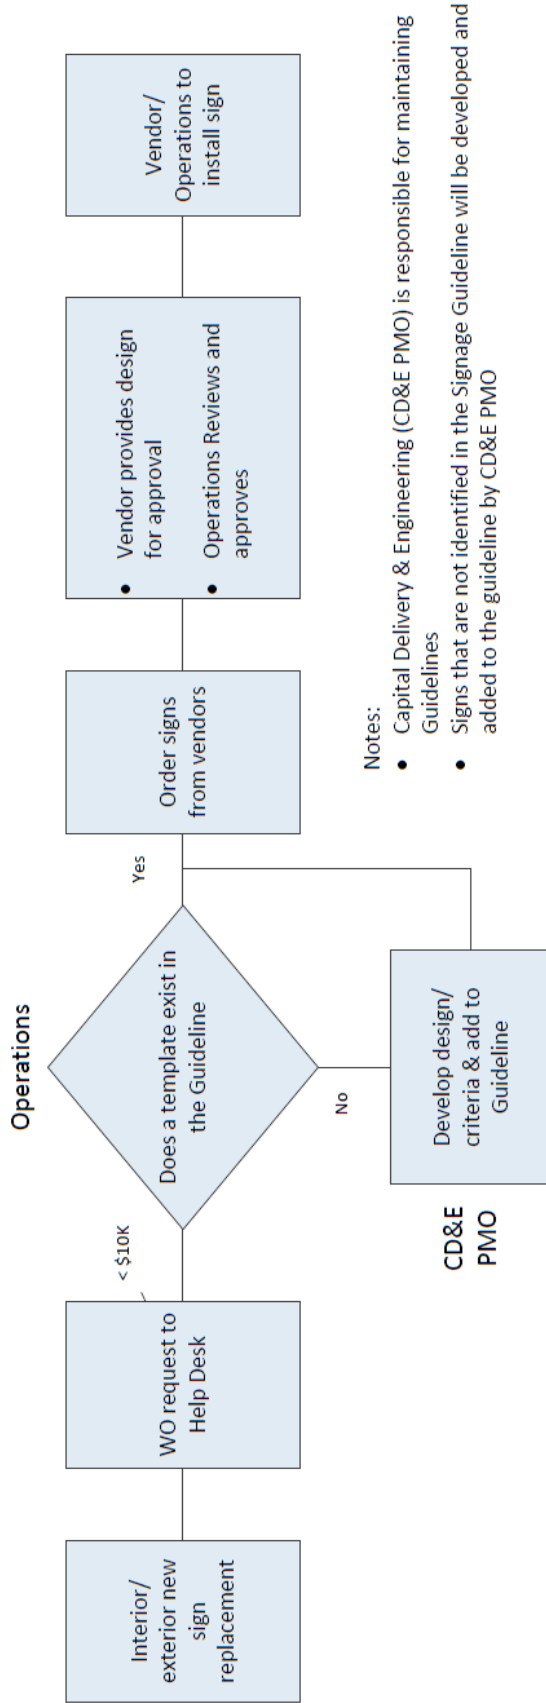 Operations
Interior/
exterior new
sign
replacement
WO request to
Help Desk
< $10K
Does a template exist in
the Guideline
Yes
No
CD&E
PMO
Develop design/
criteria & add to
Guideline
Order signs
from vendors
● Vendor provides design
for approval
● Operations Reviews and
approves
Vendor/
Operations to
install sign
Notes:
● Capital Delivery & Engineering (CD&E PMO) is responsible for maintaining
Guidelines
● Signs that are not identified in the Signage Guideline will be developed and
added to the guideline by CD&E PMO